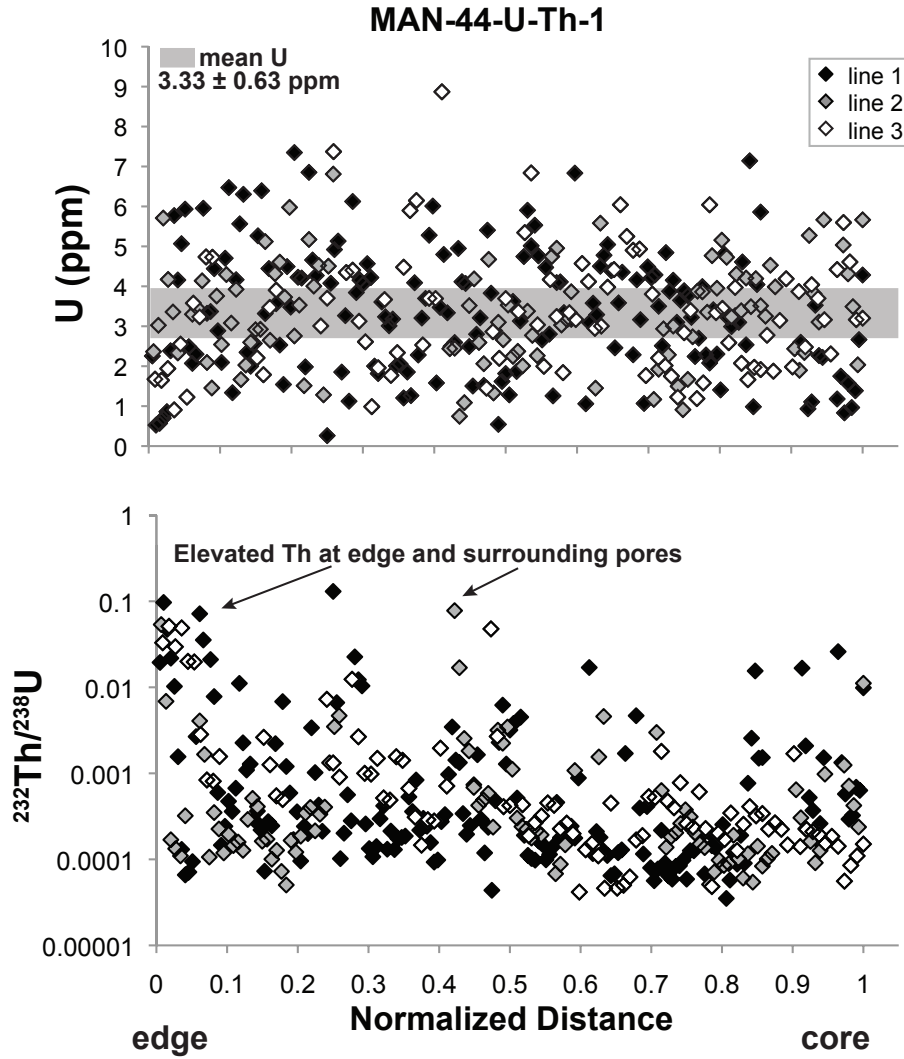 MAN-44-U-Th-1
10
9
8
7
6
5
4
3
2
1
0
U (ppm)
mean U
3.33 ± 0.63 ppm
line 1
line 2
line 3
1
0.1
0.01
0.001
0.0001
0.00001
²³²Th/²³⁸U
Elevated Th at edge and surrounding pores
0 0.1 0.2 0.3 0.4 0.5 0.6 0.7 0.8 0.9 1
edge Normalized Distance core